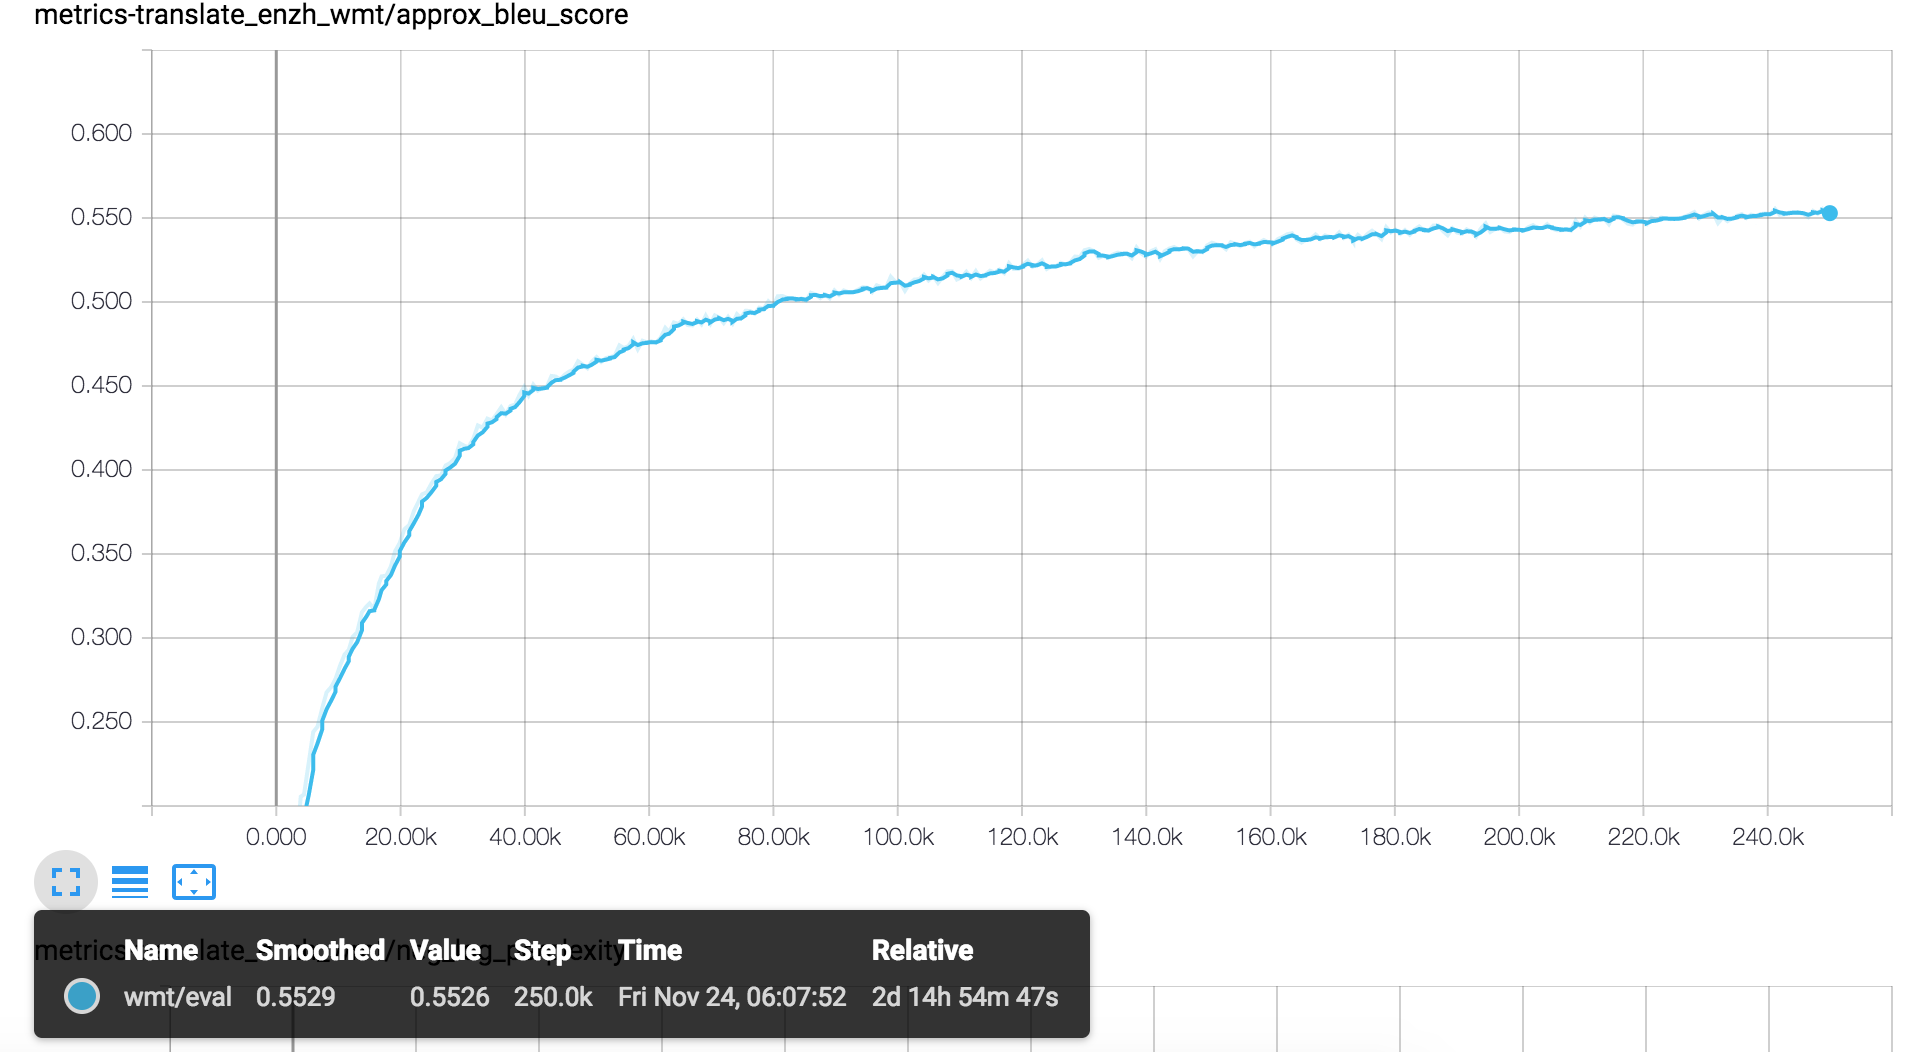 metrics-translate_enzh_wmt/approx_bleu_score
0.600
0.550
0.500
0.450
0.400
0.350
0.300
0.250
0.000 20.00k 40.00k 60.00k 80.00k 100.0k 120.0k 140.0k 160.0k 180.0k 200.0k 220.0k 240.0k
Name Smoothed Value Step Time Relative
wmt/eval 0.5529 0.5526 250.0k Fri Nov 24, 06:07:52 2d 14h 54m 47s